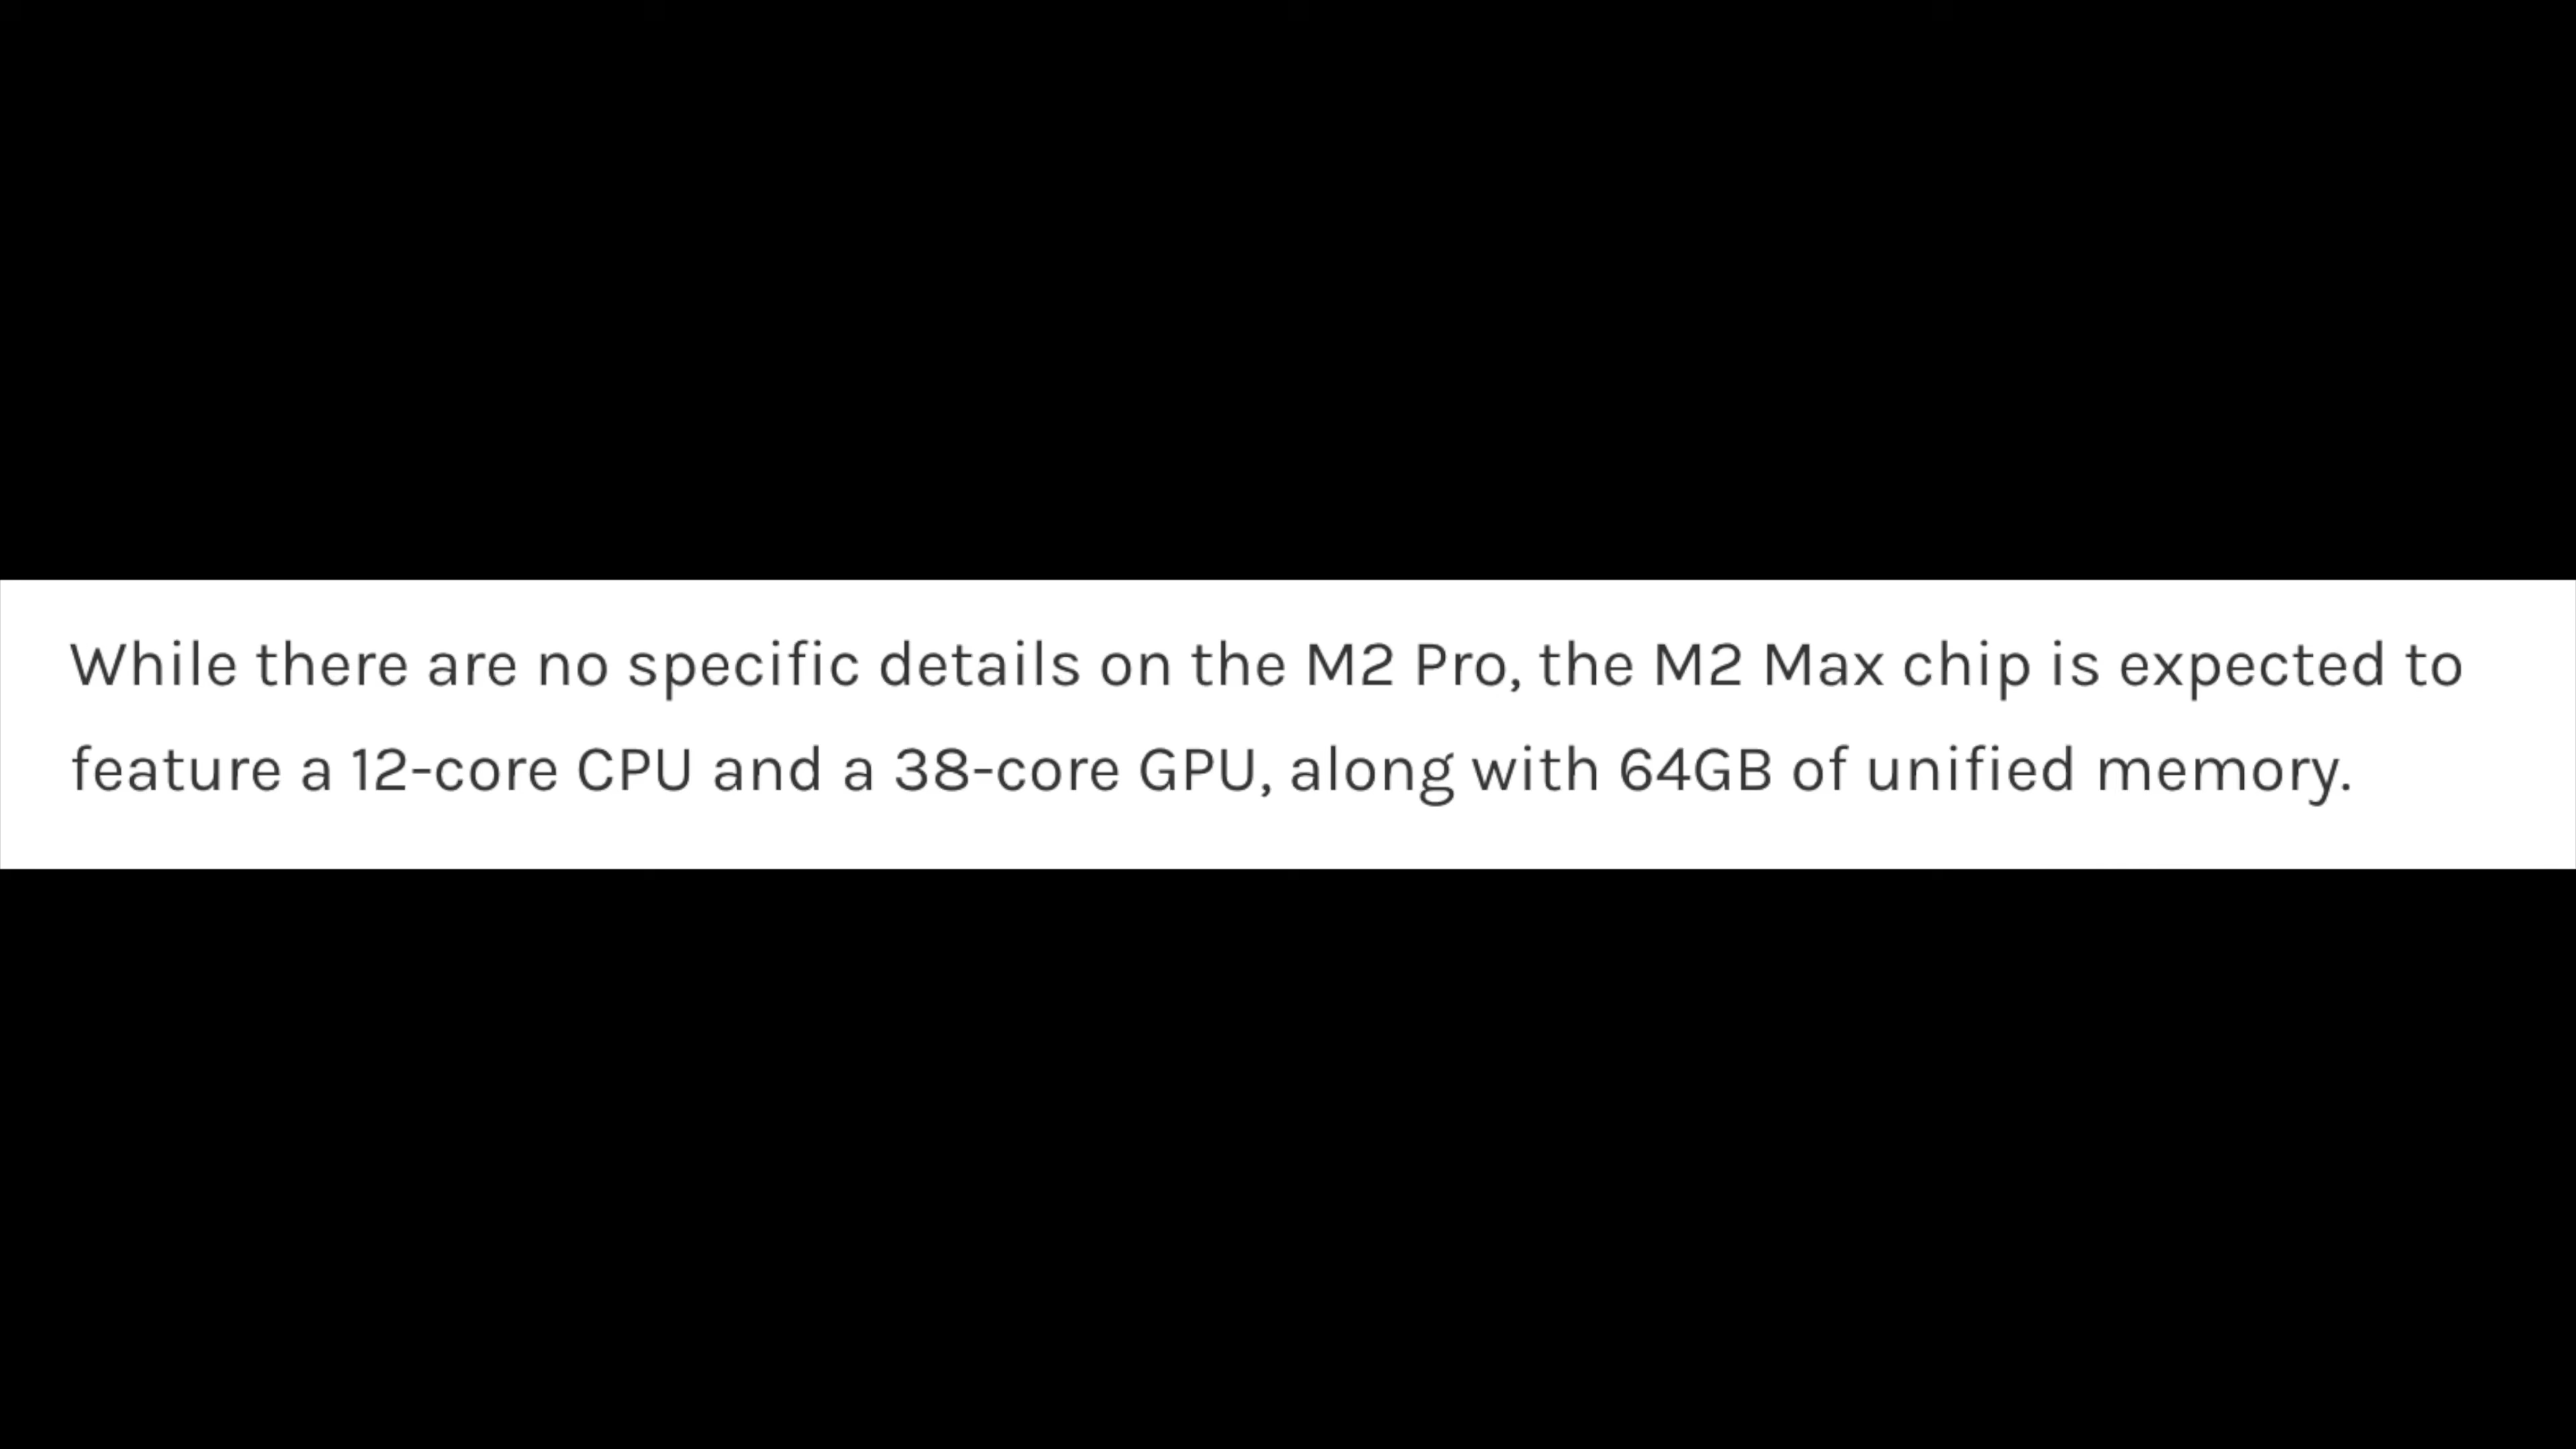 While there are no specific details on the M2 Pro, the M2 Max chip is expected to
feature a 12-core CPU and a 38-core GPU, along with 64GB of unified memory.